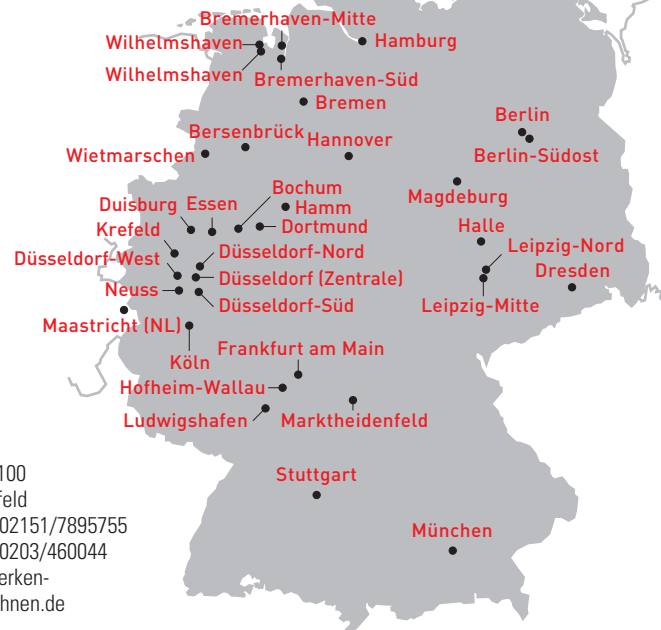 Bremerhaven-Mitte
Wilhelmshaven
Hamburg
Wilhelmshaven
Bremerhaven-Süd
Bremen
Berlin
Bersenbrück
Hannover
Wietmarschen
Berlin-Südost
Bochum
Magdeburg
Duisburg
Essen
Hamm
Krefeld
Dortmund
Halle
Düsseldorf-West
Düsseldorf-Nord
Leipzig-Nord
Düsseldorf (Zentrale)
Dresden
Neuss
Düsseldorf-Süd
Leipzig-Mitte
Maastricht (NL)
Köln
Frankfurt am Main
Hofheim-Wallau
Ludwigshafen
Marktheidenfeld
Stuttgart
München
100
feld
02151/7895755
0203/460044
erken-
hnen.de